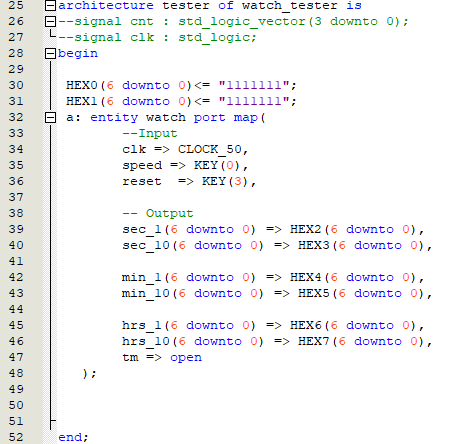 25 architecture tester of watch_tester is
26 --signal cnt : std_logic_vector(3 downto 0);
27 --signal clk : std_logic;
28 begin
29
30 HEX0(6 downto 0)<= "1111111";
31 HEX1(6 downto 0)<= "1111111";
32 a: entity watch port map(
33 --Input
34 clk => CLOCK_50,
35 speed => KEY(0),
36 reset  => KEY(3),
37
38 -- Output
39 sec_1(6 downto 0) => HEX2(6 downto 0),
40 sec_10(6 downto 0) => HEX3(6 downto 0),
41
42 min_1(6 downto 0) => HEX4(6 downto 0),
43 min_10(6 downto 0) => HEX5(6 downto 0),
44
45 hrs_1(6 downto 0) => HEX6(6 downto 0),
46 hrs_10(6 downto 0) => HEX7(6 downto 0),
47 tm => open
48 );
49
50
51
52 end;